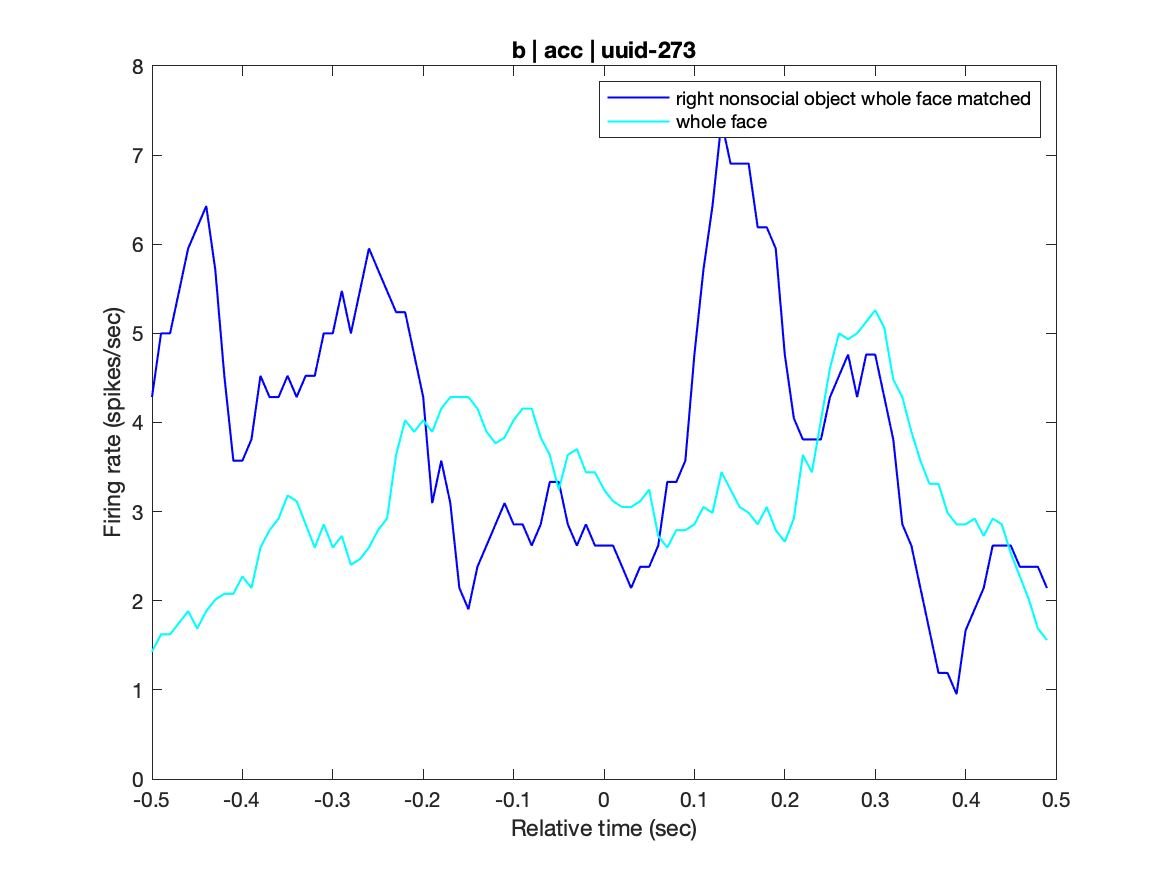 b | acc | uuid-273
right nonsocial object whole face matched
whole face
8
7
6
5
4
3
2
1
0
Firing rate (spikes/sec)
-0.5 -0.4 -0.3 -0.2 -0.1 0 0.1 0.2 0.3 0.4 0.5
Relative time (sec)